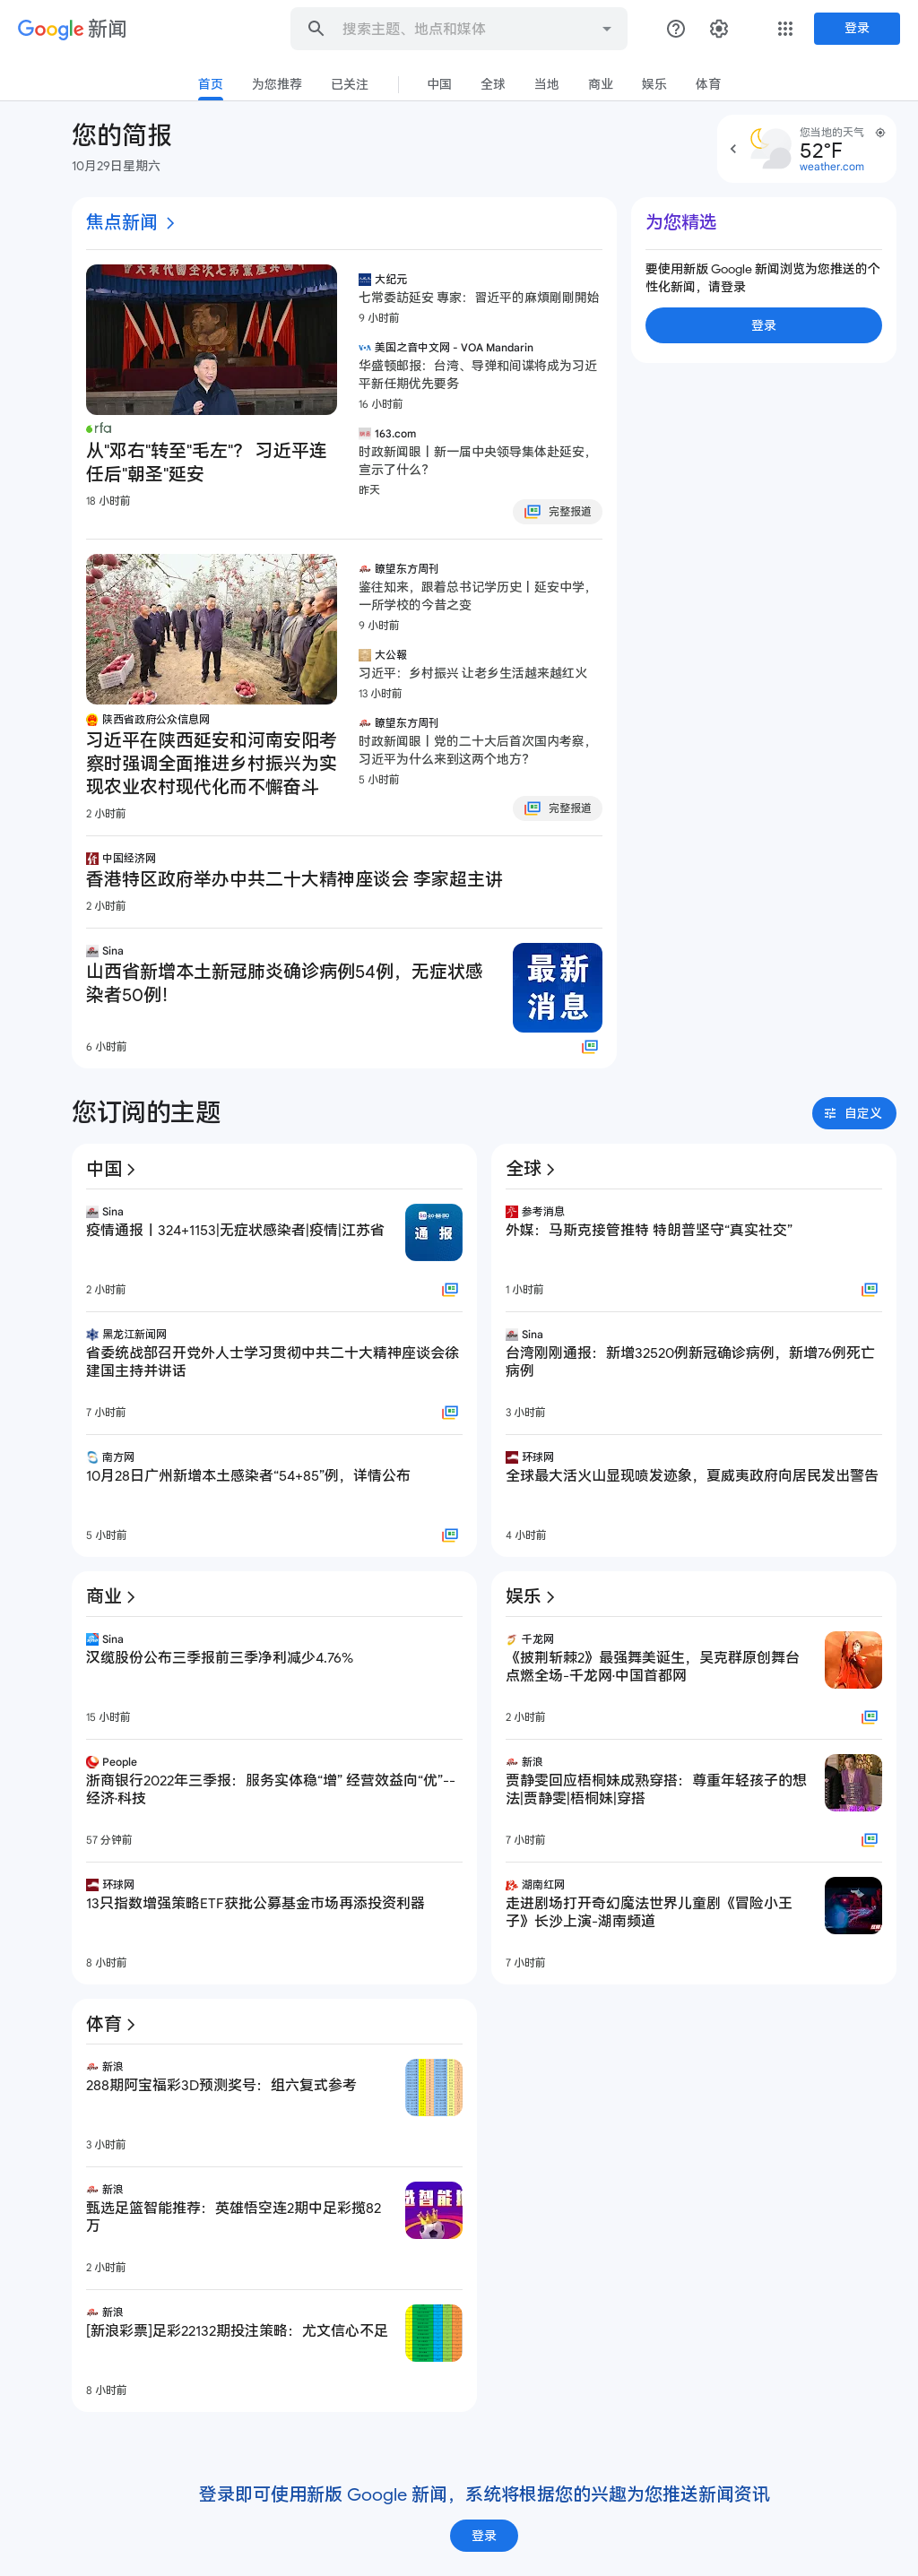 Google 新闻
搜索主题、地点和媒体
登录
首页
为您推荐
已关注
中国
全球
当地
商业
娱乐
体育
您的简报
10月29日星期六
您当地的天气
52°F
weather.com
焦点新闻
rfa
从"邓右"转至"毛左"？ 习近平连
任后"朝圣"延安
18 小时前
大纪元
七常委訪延安 專家：習近平的麻煩剛剛開始
9 小时前
美国之音中文网 - VOA Mandarin
华盛顿邮报：台湾、导弹和间谍将成为习近
平新任期优先要务
16 小时前
163.com
时政新闻眼丨新一届中央领导集体赴延安，
宣示了什么？
昨天
完整报道
陕西省政府公众信息网
习近平在陕西延安和河南安阳考
察时强调全面推进乡村振兴为实
现农业农村现代化而不懈奋斗
2 小时前
瞭望东方周刊
鉴往知来，跟着总书记学历史丨延安中学，
一所学校的今昔之变
9 小时前
大公報
习近平：乡村振兴 让老乡生活越来越红火
13 小时前
瞭望东方周刊
时政新闻眼丨党的二十大后首次国内考察，
习近平为什么来到这两个地方？
5 小时前
完整报道
中国经济网
香港特区政府举办中共二十大精神座谈会 李家超主讲
2 小时前
Sina
山西省新增本土新冠肺炎确诊病例54例，无症状感
染者50例！
6 小时前
最新
消息
为您精选
要使用新版 Google 新闻浏览为您推送的个
性化新闻，请登录
登录
您订阅的主题
自定义
中国
Sina
疫情通报丨324+1153|无症状感染者|疫情|江苏省
2 小时前
通报
黑龙江新闻网
省委统战部召开党外人士学习贯彻中共二十大精神座谈会徐
建国主持并讲话
7 小时前
南方网
10月28日广州新增本土感染者“54+85”例，详情公布
5 小时前
全球
参考消息
外媒：马斯克接管推特 特朗普坚守“真实社交”
1 小时前
Sina
台湾刚刚通报：新增32520例新冠确诊病例，新增76例死亡
病例
3 小时前
环球网
全球最大活火山显现喷发迹象，夏威夷政府向居民发出警告
4 小时前
商业
Sina
汉缆股份公布三季报前三季净利减少4.76%
15 小时前
People
浙商银行2022年三季报：服务实体稳“增” 经营效益向“优”--
经济·科技
57 分钟前
环球网
13只指数增强策略ETF获批公募基金市场再添投资利器
8 小时前
娱乐
千龙网
《披荆斩棘2》最强舞美诞生，吴克群原创舞台
点燃全场-千龙网·中国首都网
2 小时前
新浪
贾静雯回应梧桐妹成熟穿搭：尊重年轻孩子的想
法|贾静雯|梧桐妹|穿搭
7 小时前
湖南红网
走进剧场打开奇幻魔法世界儿童剧《冒险小王
子》长沙上演-湖南频道
7 小时前
体育
新浪
288期阿宝福彩3D预测奖号：组六复式参考
3 小时前
新浪
甄选足篮智能推荐：英雄悟空连2期中足彩揽82
万
2 小时前
新浪
[新浪彩票]足彩22132期投注策略：尤文信心不足
8 小时前
登录即可使用新版 Google 新闻，系统将根据您的兴趣为您推送新闻资讯
登录